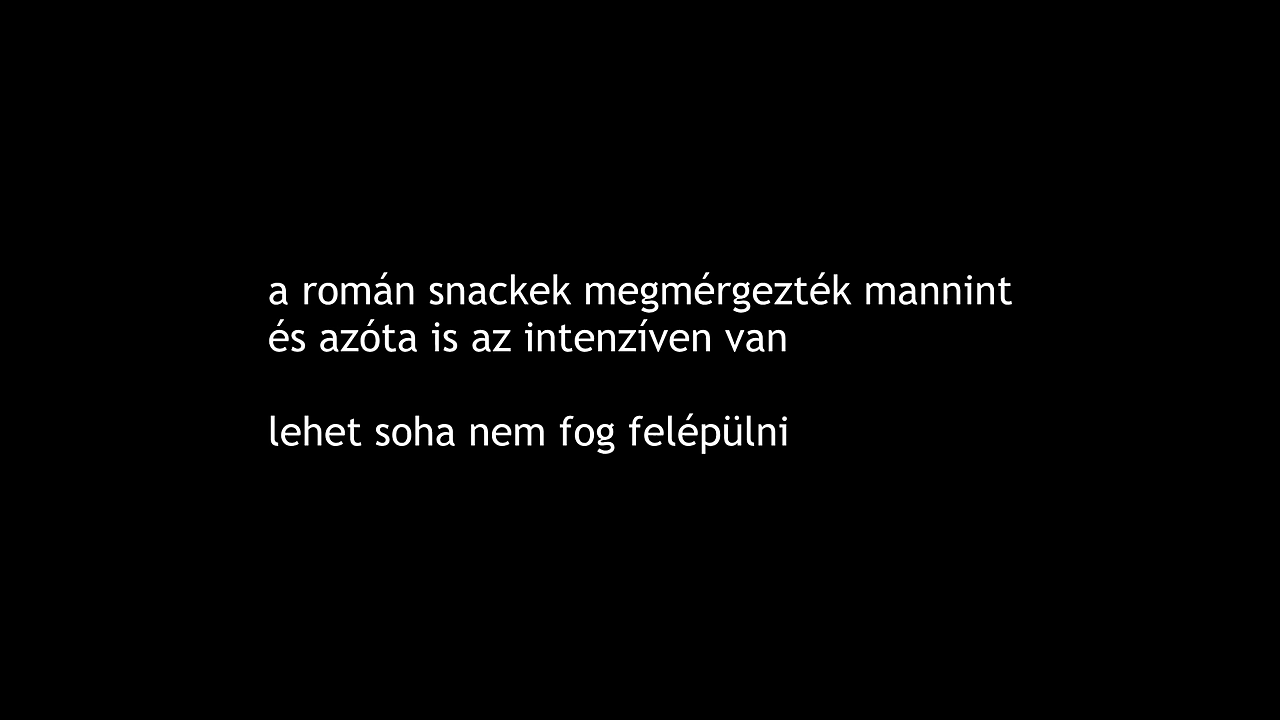 a román snackek megmérgezték mannint
és azóta is az intenzíven van
lehet soha nem fog felépülni